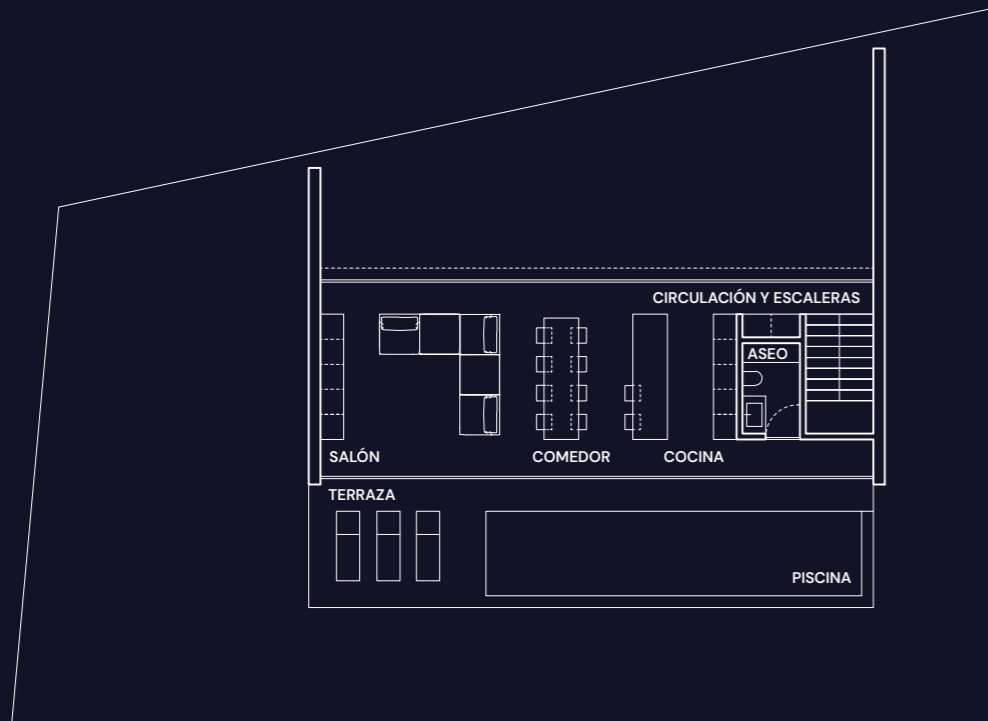 CIRCULACIÓN Y ESCALERAS
ASEO
SALÓN
COMEDOR
COCINA
TERRAZA
PISCINA